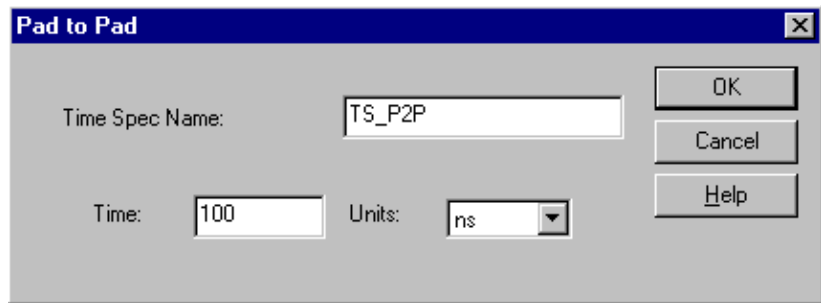 Pad to Pad
Time Spec Name: TS_P2P
OK
Cancel
Help
Time: 100 Units: ns